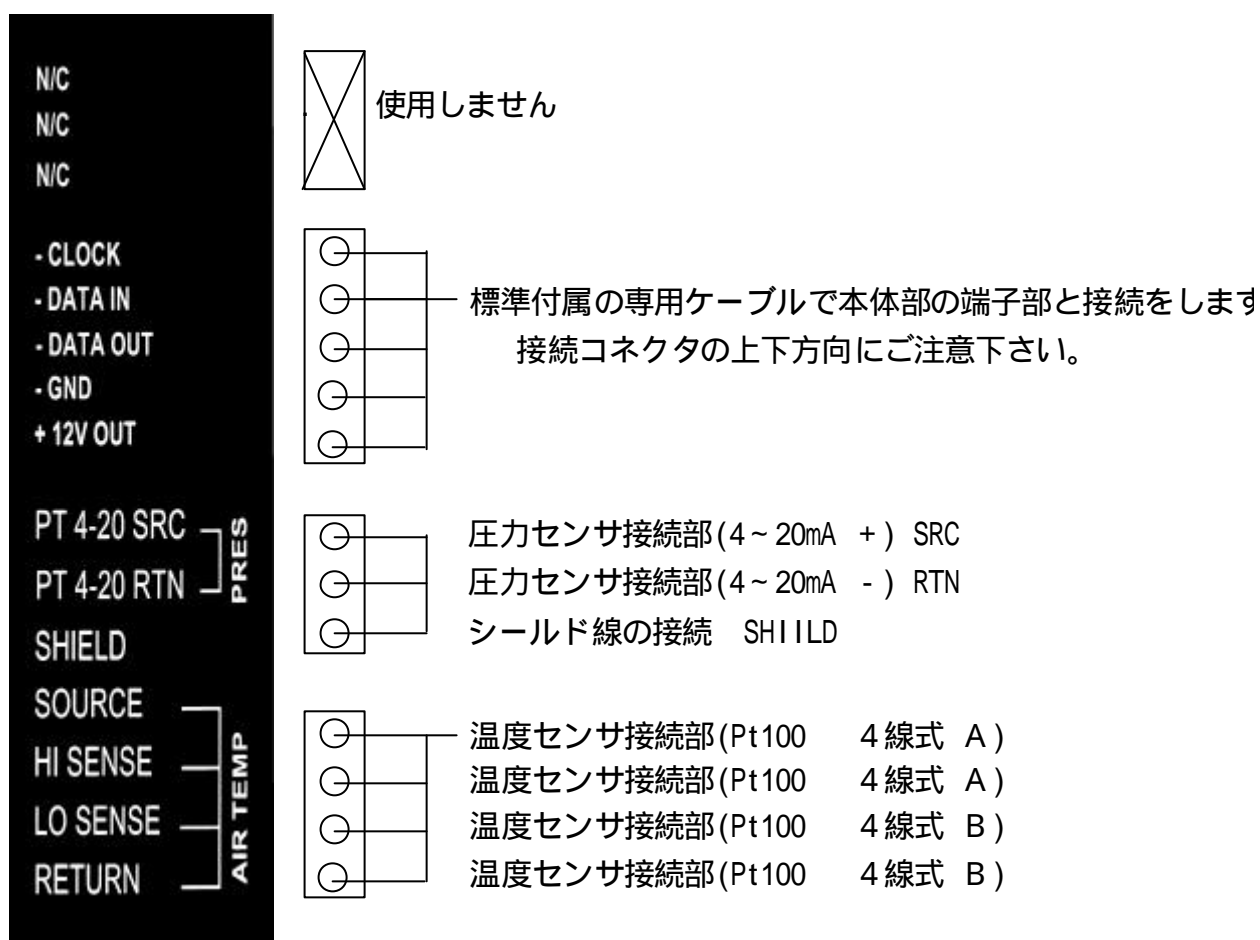 N/C
使用しません
N/C
N/C
- CLOCK
- DATA IN
標準付属の専用ケーブルで本体部の端子部と接続をします
- DATA OUT
接続コネクタの上下方向にご注意下さい。
- GND
+ 12V OUT
PT 4-20 SRC
圧力センサ接続部(4~20mA +) SRC
PRES
PT 4-20 RTN
圧力センサ接続部(4~20mA -) RTN
SHIELD
シールド線の接続 SHIILD
SOURCE
温度センサ接続部(Pt100 4線式 A)
HI SENSE
温度センサ接続部(Pt100 4線式 A)
AIR TEMP
LO SENSE
温度センサ接続部(Pt100 4線式 B)
RETURN
温度センサ接続部(Pt100 4線式 B)